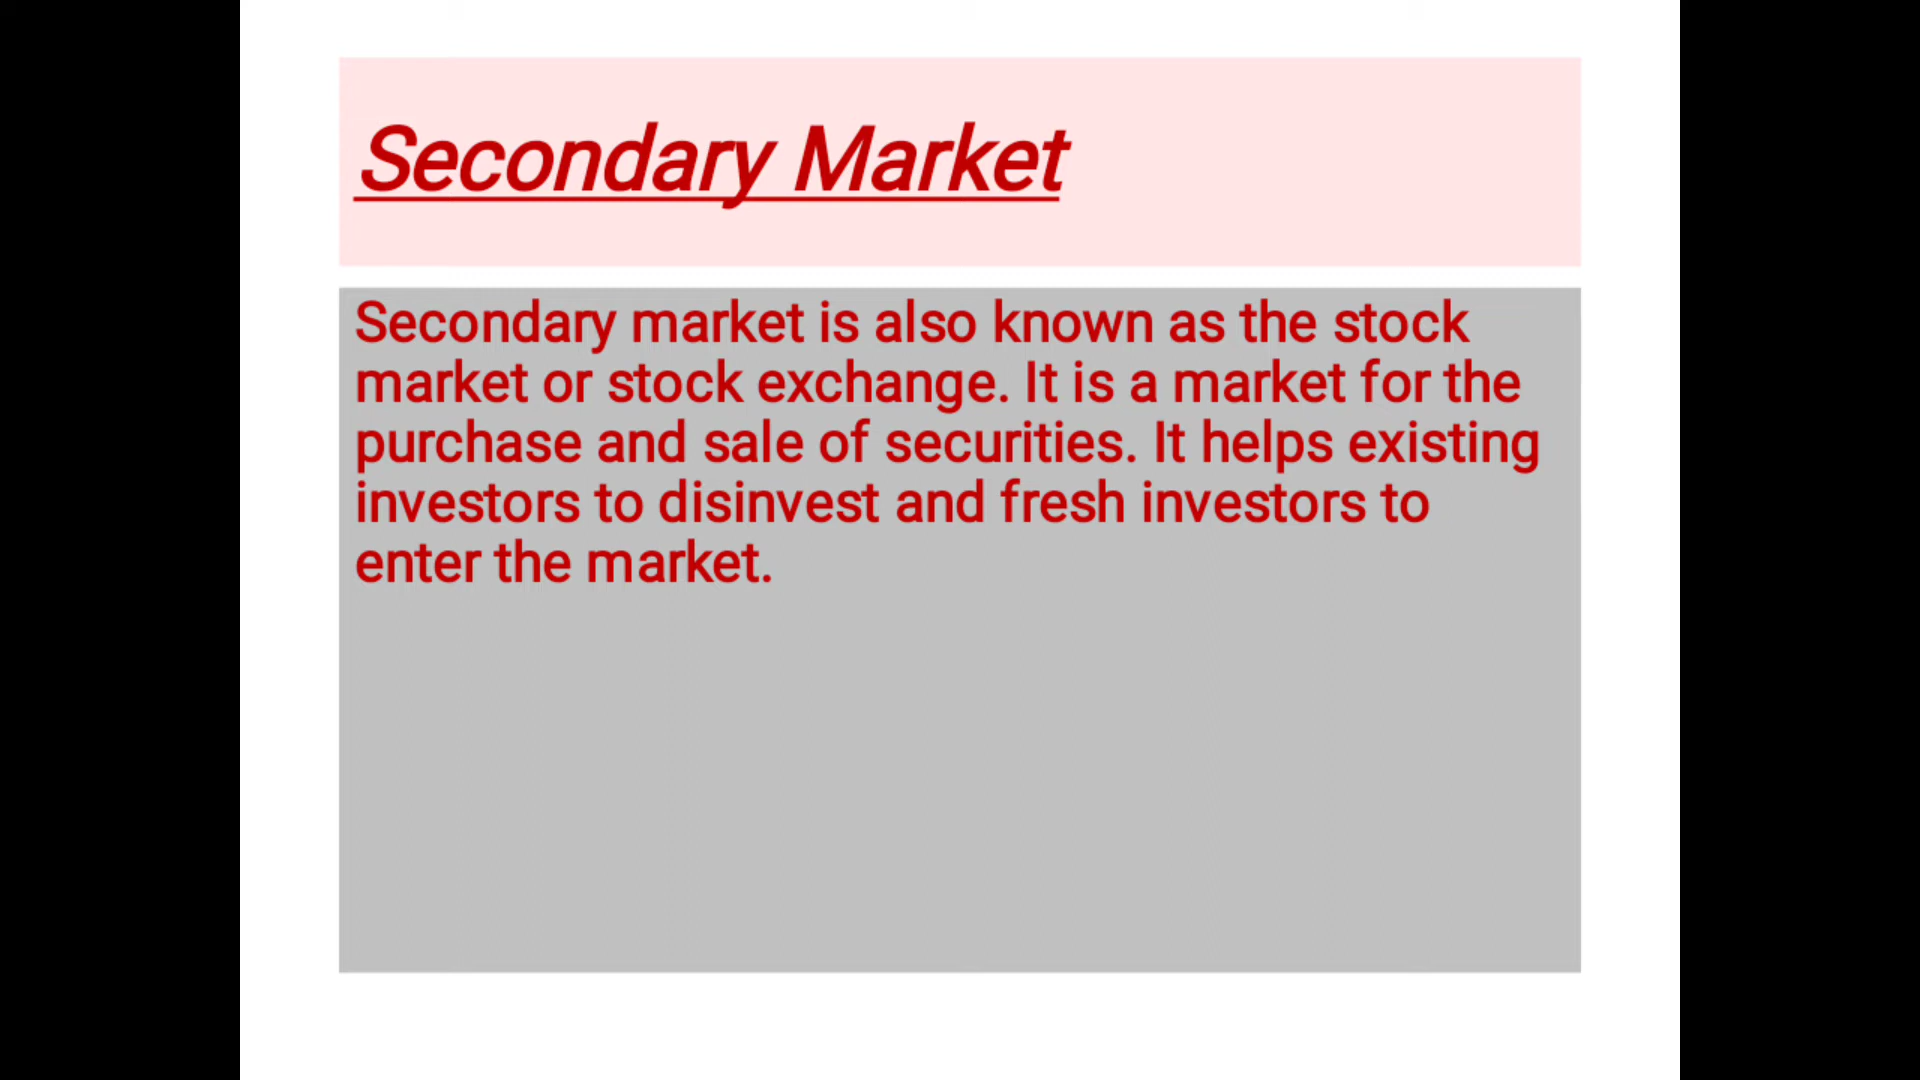 Secondary Market
Secondary market is also known as the stock
market or stock exchange. It is a market for the
purchase and sale of securities. It helps existing
investors to disinvest and fresh investors to
enter the market.